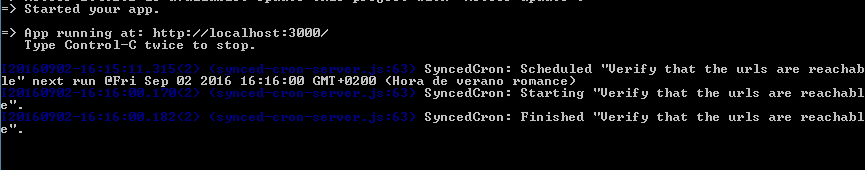 => Started your app.
=> App running at: http://localhost:3000/
Type Control-C twice to stop.
I20160902-16:15:11.315(2) (synced-cron-server.js:63) SyncedCron: Scheduled "Verify that the urls are reachab
le" next run @Fri Sep 02 2016 16:16:00 GMT+0200 (Hora de verano romance)
I20160902-16:16:00.170(2) (synced-cron-server.js:63) SyncedCron: Starting "Verify that the urls are reachabl
e".
I20160902-16:16:00.182(2) (synced-cron-server.js:63) SyncedCron: Finished "Verify that the urls are reachabl
e".